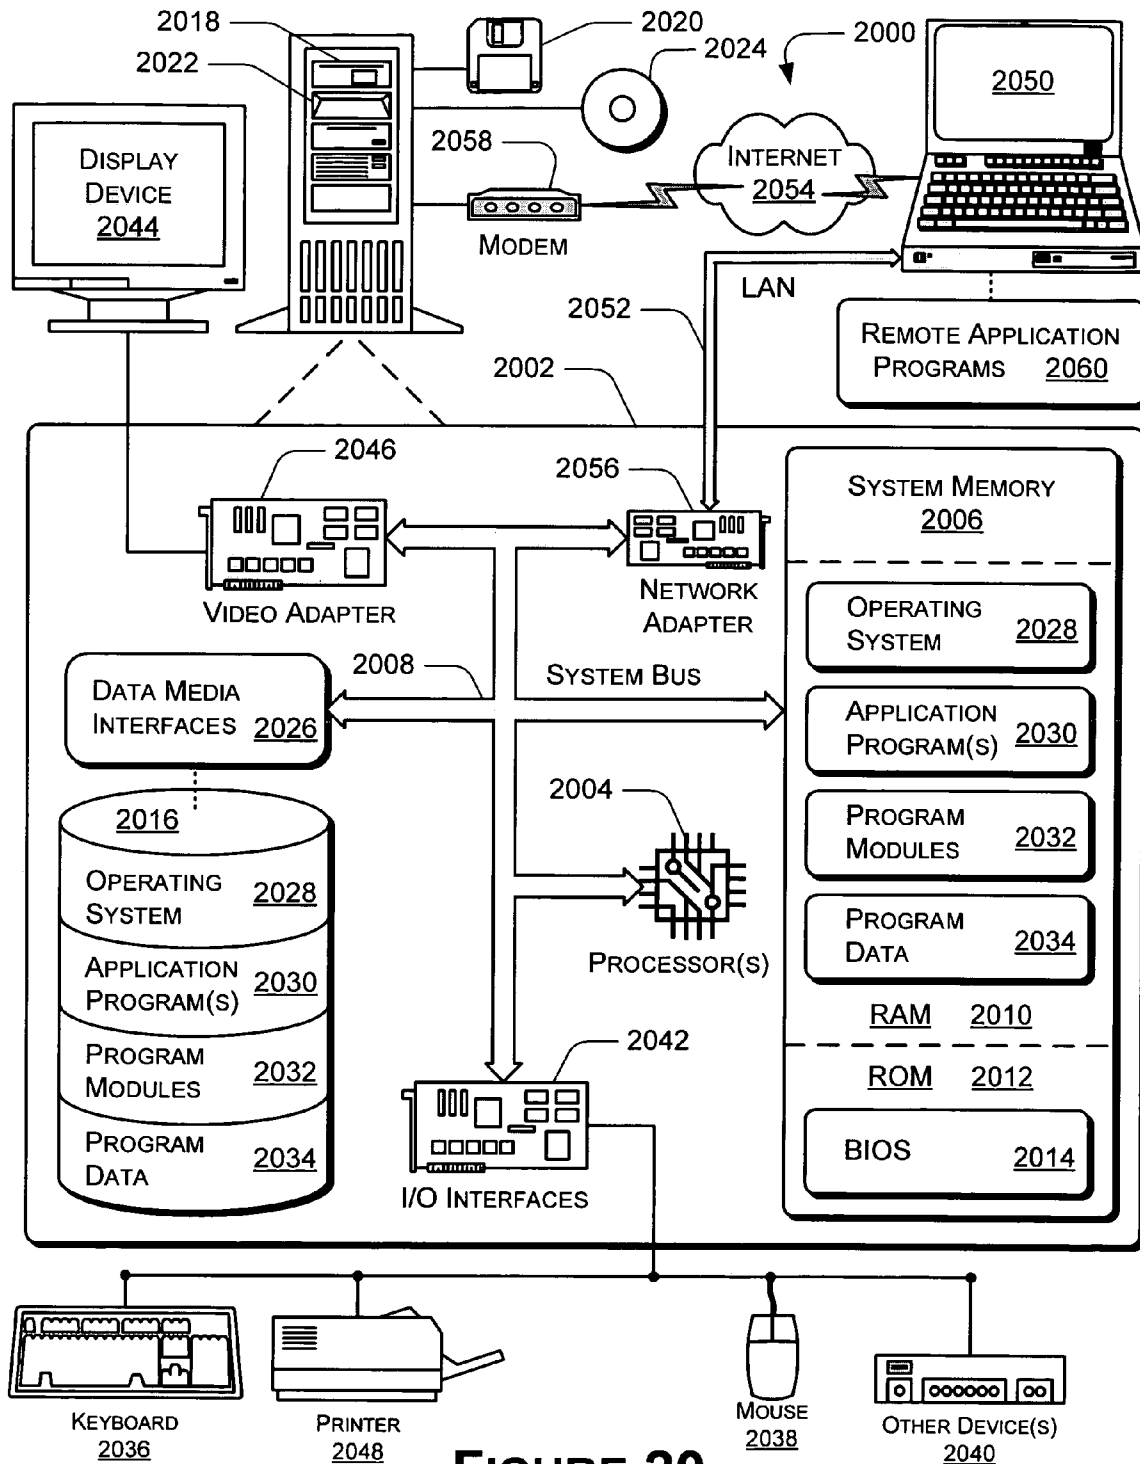 2018
2020
2000
2022
2024
2050
DISPLAY
DEVICE
2044
2058
INTERNET
2054
MODEM
LAN
2052
REMOTE APPLICATION
PROGRAMS 2060
2002
2046
2056
SYSTEM MEMORY
2006
VIDEO ADAPTER
NETWORK
ADAPTER
OPERATING
SYSTEM 2028
2008
SYSTEM BUS
DATA MEDIA
INTERFACES 2026
APPLICATION
PROGRAM(S) 2030
2004
2016
PROGRAM
MODULES 2032
OPERATING
SYSTEM 2028
PROCESSOR(S)
PROGRAM
DATA 2034
APPLICATION
PROGRAM(S) 2030
RAM 2010
2042
PROGRAM
MODULES 2032
ROM 2012
PROGRAM
DATA 2034
BIOS 2014
I/O INTERFACES
KEYBOARD
2036
PRINTER
2048
MOUSE
2038
OTHER DEVICE(S)
2040
FIGURE 20